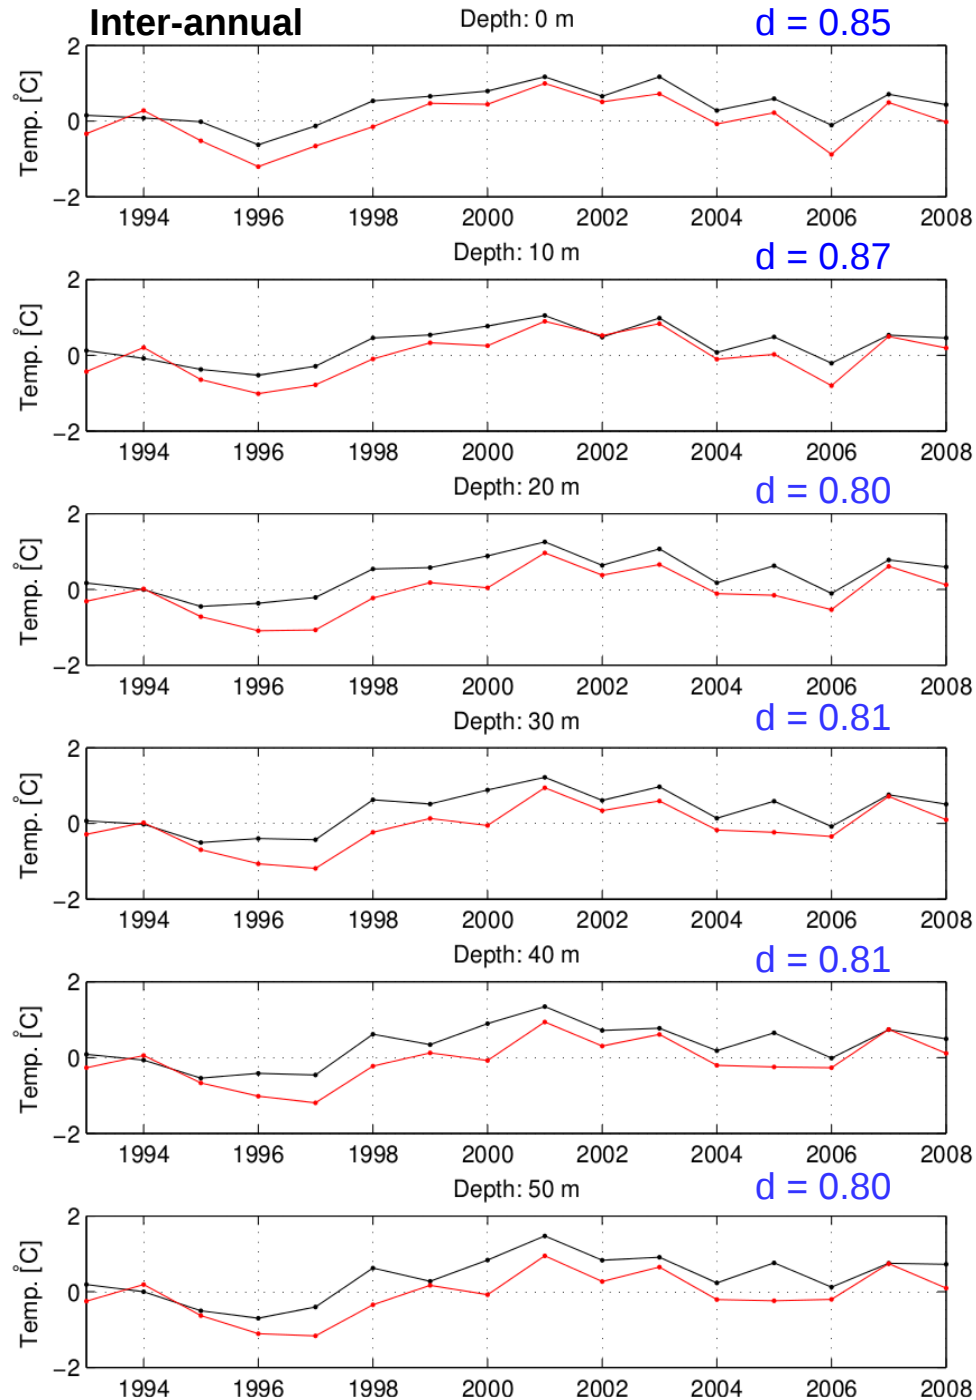 Inter-annual
Depth: 0 m
d = 0.85
Temp. [°C]
2
0
−2
1994 1996 1998 2000 2002 2004 2006 2008
Depth: 10 m
d = 0.87
Temp. [°C]
2
0
−2
1994 1996 1998 2000 2002 2004 2006 2008
Depth: 20 m
d = 0.80
Temp. [°C]
2
0
−2
1994 1996 1998 2000 2002 2004 2006 2008
Depth: 30 m
d = 0.81
Temp. [°C]
2
0
−2
1994 1996 1998 2000 2002 2004 2006 2008
Depth: 40 m
d = 0.81
Temp. [°C]
2
0
−2
1994 1996 1998 2000 2002 2004 2006 2008
Depth: 50 m
d = 0.80
Temp. [°C]
2
0
−2
1994 1996 1998 2000 2002 2004 2006 2008